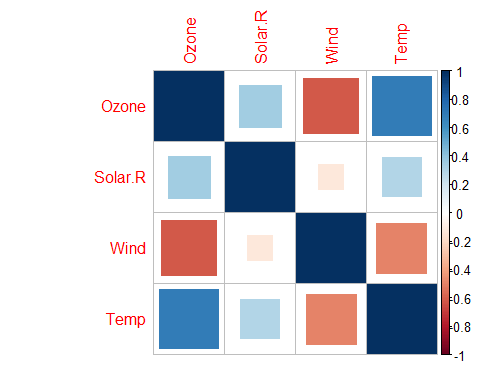 Ozone
Solar.R
Wind
Temp
Ozone
Solar.R
Wind
Temp
1
0.8
0.6
0.4
0.2
0
-0.2
-0.4
-0.6
-0.8
-1